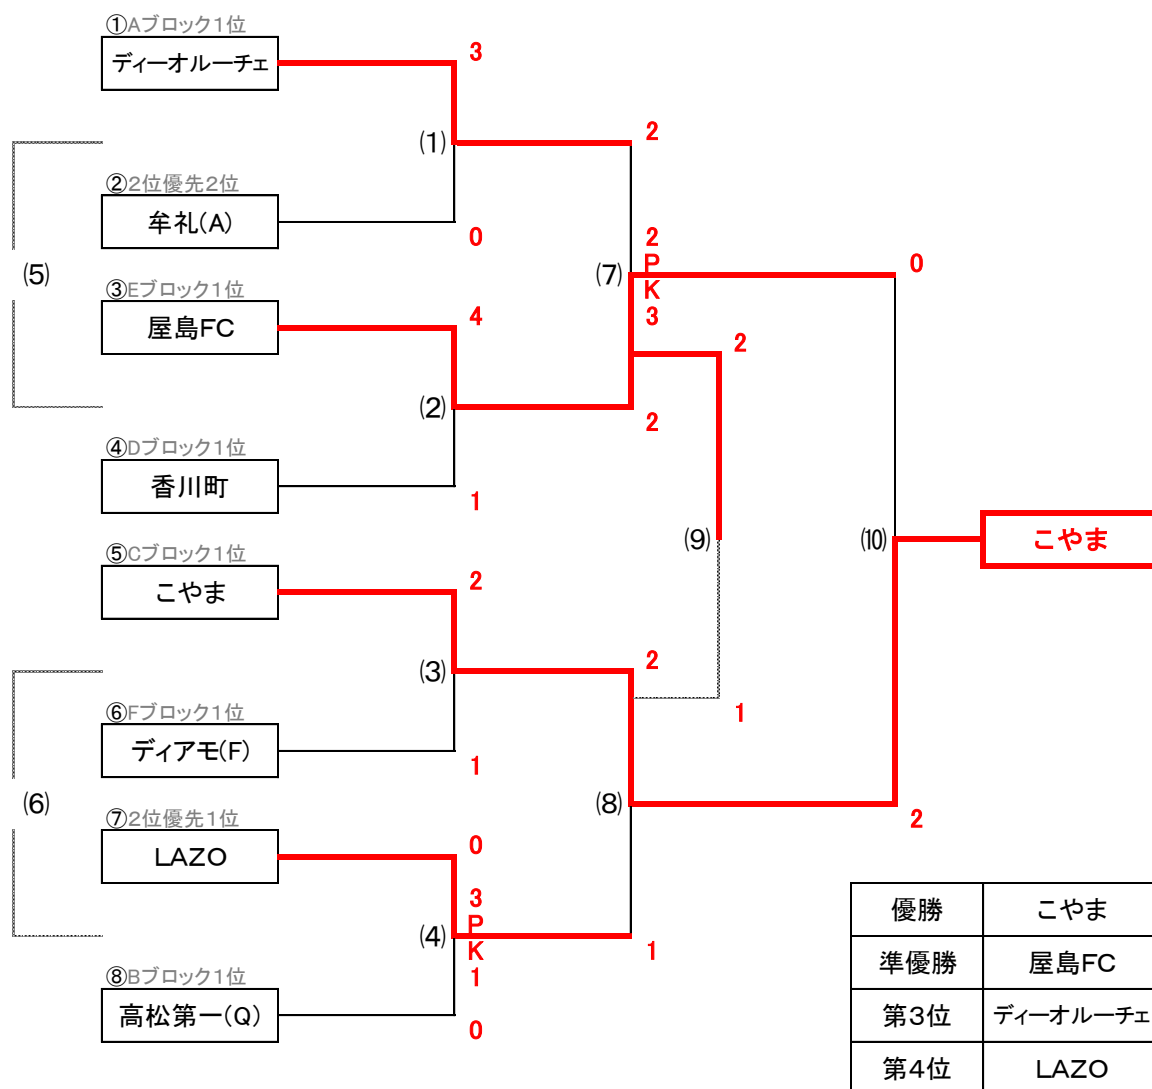 ①Aブロック1位
ディーオルーチェ
3
(1)
2
②2位優先2位
牟礼(A)
0
2
PK
3
(7)
0
(5)
③Eブロック1位
屋島FC
4
2
(2)
2
④Dブロック1位
香川町
1
(9)
(10)
こやま
⑤Cブロック1位
こやま
2
(3)
2
⑥Fブロック1位
ディアモ(F)
1
1
(6)
(8)
2
⑦2位優先1位
LAZO
0
3
PK
1
(4)
1
⑧Bブロック1位
高松第一(Q)
0
優勝 こやま
準優勝 屋島FC
第3位 ディーオルーチェ
第4位 LAZO